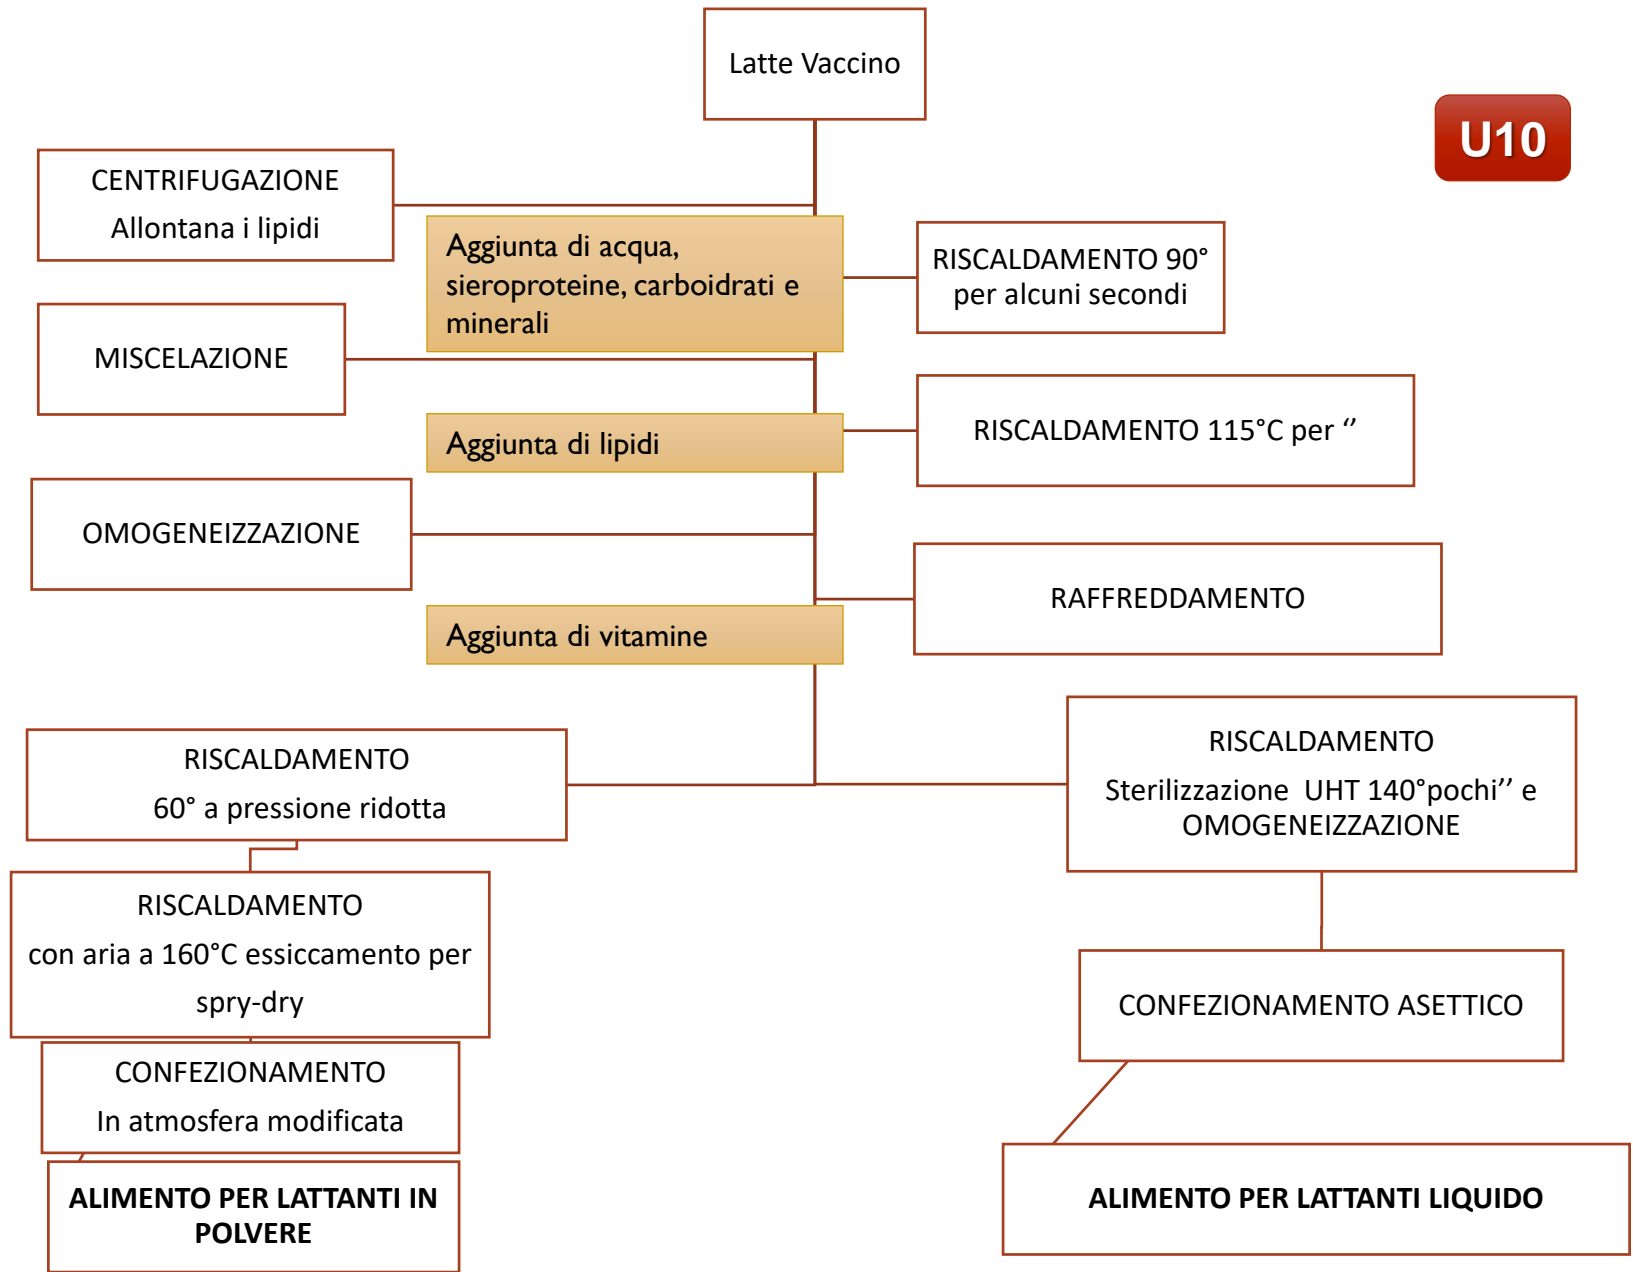 Latte Vaccino
U10
CENTRIFUGAZIONE
Allontana i lipidi
Aggiunta di acqua,
sieroproteine, carboidrati e
minerali
RISCALDAMENTO 90°
per alcuni secondi
MISCELAZIONE
Aggiunta di lipidi
RISCALDAMENTO 115°C per ‘’
OMOGENEIZZAZIONE
RAFFREDDAMENTO
Aggiunta di vitamine
RISCALDAMENTO
60° a pressione ridotta
RISCALDAMENTO
Sterilizzazione  UHT 140°pochi’’ e
OMOGENEIZZAZIONE
RISCALDAMENTO
con aria a 160°C essiccamento per
spry-dry
CONFEZIONAMENTO ASETTICO
CONFEZIONAMENTO
In atmosfera modificata
ALIMENTO PER LATTANTI IN
POLVERE
ALIMENTO PER LATTANTI LIQUIDO